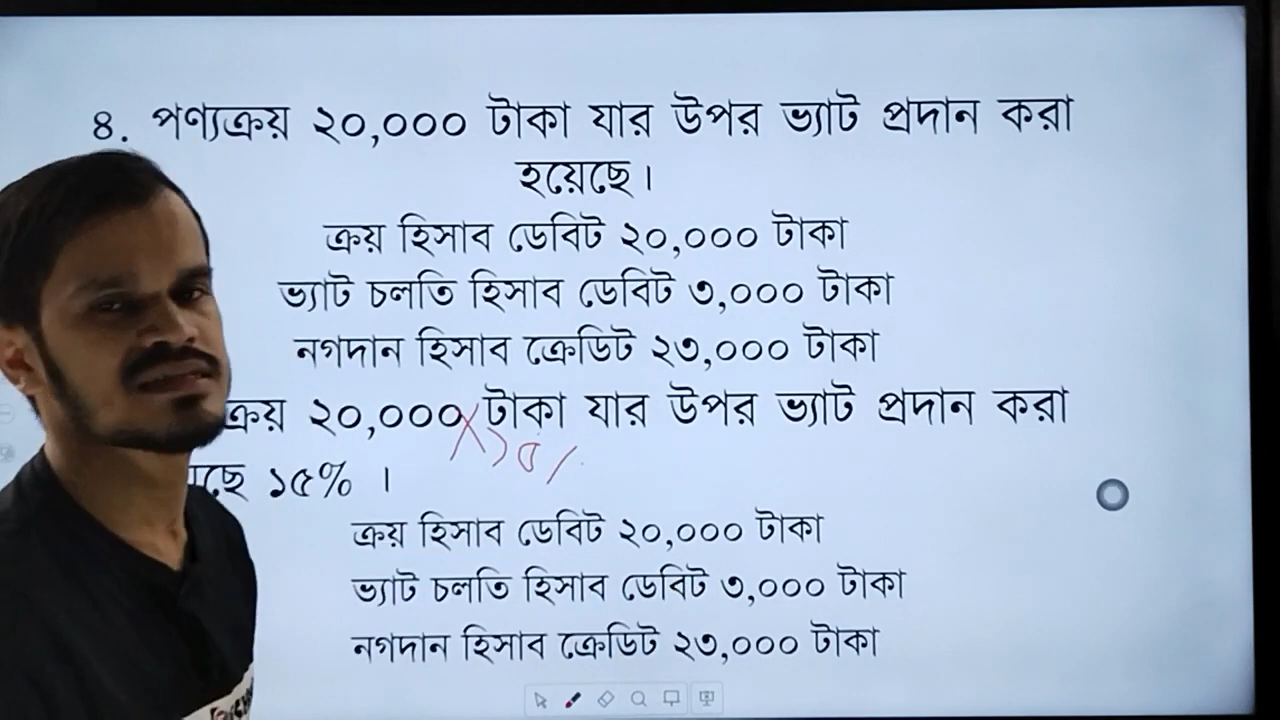 ৪. পণ্যক্রয় ২০,০০০ টাকা যার উপর ভ্যাট প্রদান করা
হয়েছে।
ক্রয় হিসাব ডেবিট ২০,০০০ টাকা
ভ্যাট চলতি হিসাব ডেবিট ৩,০০০ টাকা
নগদান হিসাব ক্রেডিট ২৩,০০০ টাকা
ক্রয় ২০,০০০ টাকা যার উপর ভ্যাট প্রদান করা
ছে ১৫% ।
ক্রয় হিসাব ডেবিট ২০,০০০ টাকা
ভ্যাট চলতি হিসাব ডেবিট ৩,০০০ টাকা
নগদান হিসাব ক্রেডিট ২৩,০০০ টাকা